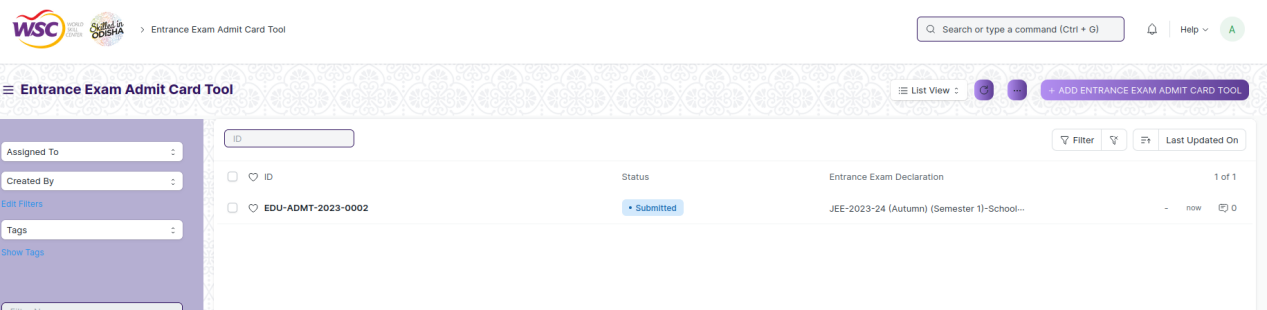 WSC WORLD SKILL CENTER Skilled in ODISHA > Entrance Exam Admit Card Tool Search or type a command (Ctrl + G) Help A
Entrance Exam Admit Card Tool List View ... + ADD ENTRANCE EXAM ADMIT CARD TOOL
Assigned To
Created By
Edit Filters
Tags
Show Tags
ID Filter Last Updated On
ID Status Entrance Exam Declaration 1 of 1
EDU-ADMT-2023-0002 • Submitted JEE-2023-24 (Autumn) (Semester 1)-School... - now 0